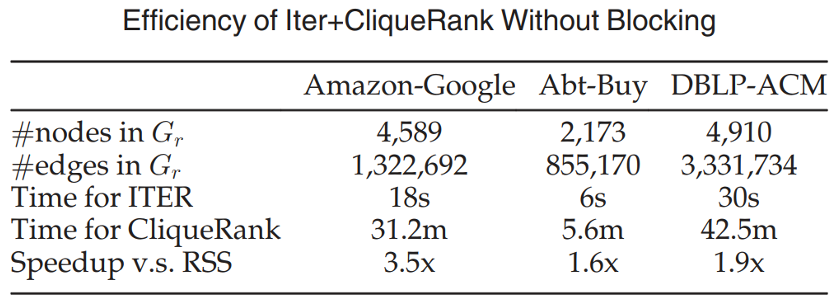 Efficiency of Iter+CliqueRank Without Blocking
Amazon-Google Abt-Buy DBLP-ACM
#nodes in Gr 4,589 2,173 4,910
#edges in Gr 1,322,692 855,170 3,331,734
Time for ITER 18s 6s 30s
Time for CliqueRank 31.2m 5.6m 42.5m
Speedup v.s. RSS 3.5x 1.6x 1.9x